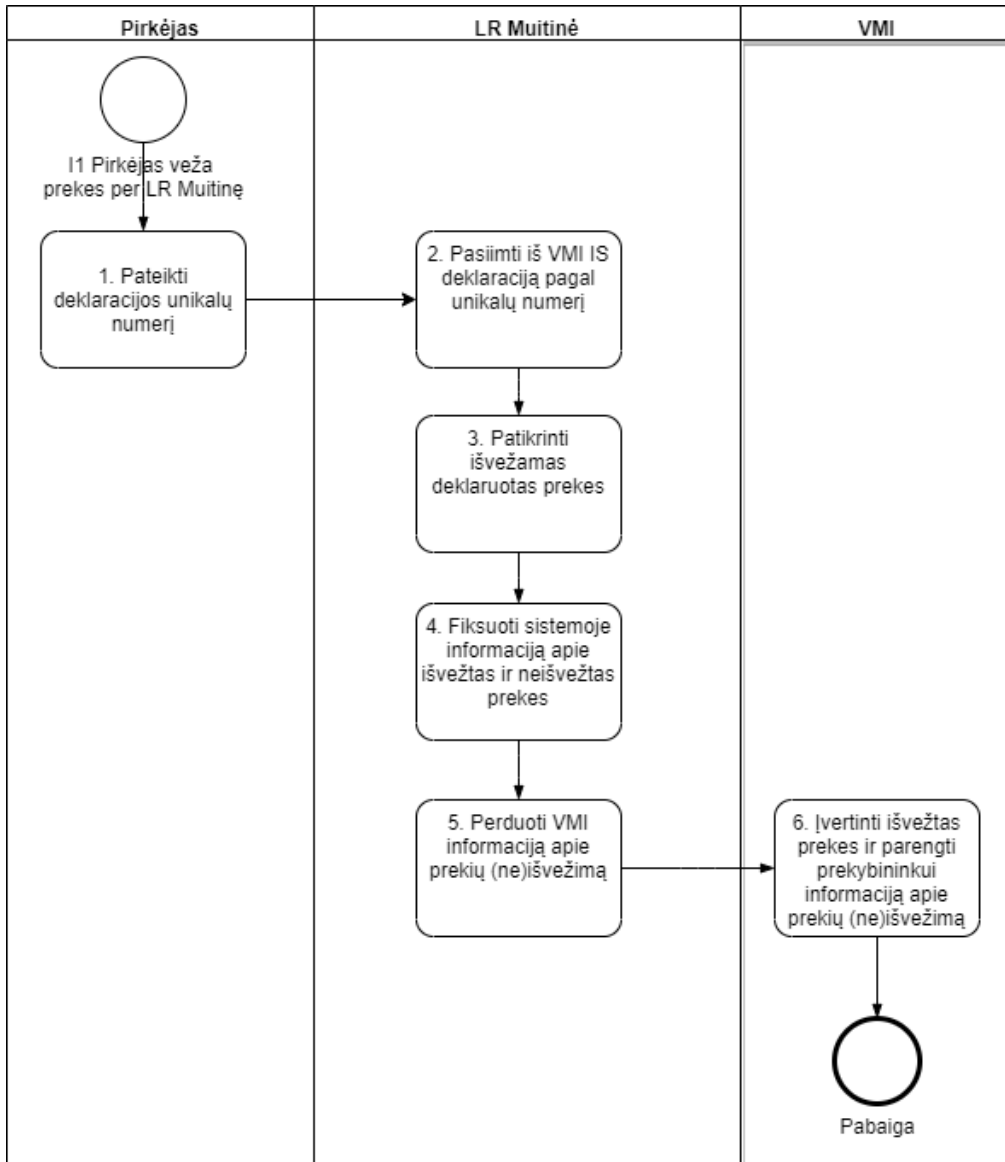 Pirkėjas
LR Muitinė
VMI
I1 Pirkėjas veža
prekes per LR Muitinę
1. Pateikti
deklaracijos unikalų
numerį
2. Pasiimti iš VMI IS
deklaraciją pagal
unikalų numerį
3. Patikrinti
išvežamas
deklaruotas prekes
4. Fiksuoti sistemoje
informaciją apie
išvežtas ir neišvežtas
prekes
5. Perduoti VMI
informaciją apie
prekių (ne)išvežimą
6. Įvertinti išvežtas
prekes ir parengti
prekybininkui
informaciją apie
prekių (ne)išvežimą
Pabaiga